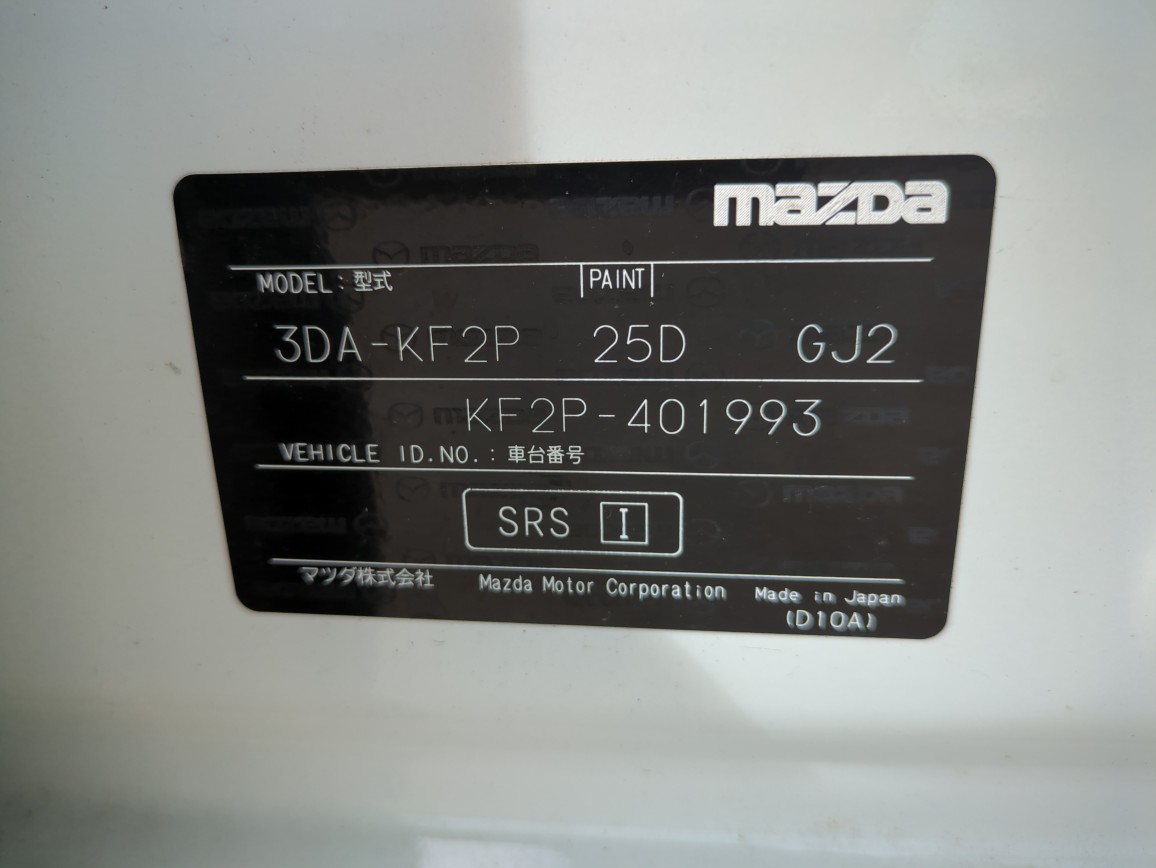 mazda
MODEL: 型式 PAINT
3DA-KF2P 25D GJ2
KF2P-401993
VEHICLE ID.NO.: 車台番号
SRS I
マツダ株式会社 Mazda Motor Corporation Made in Japan
(D10A)